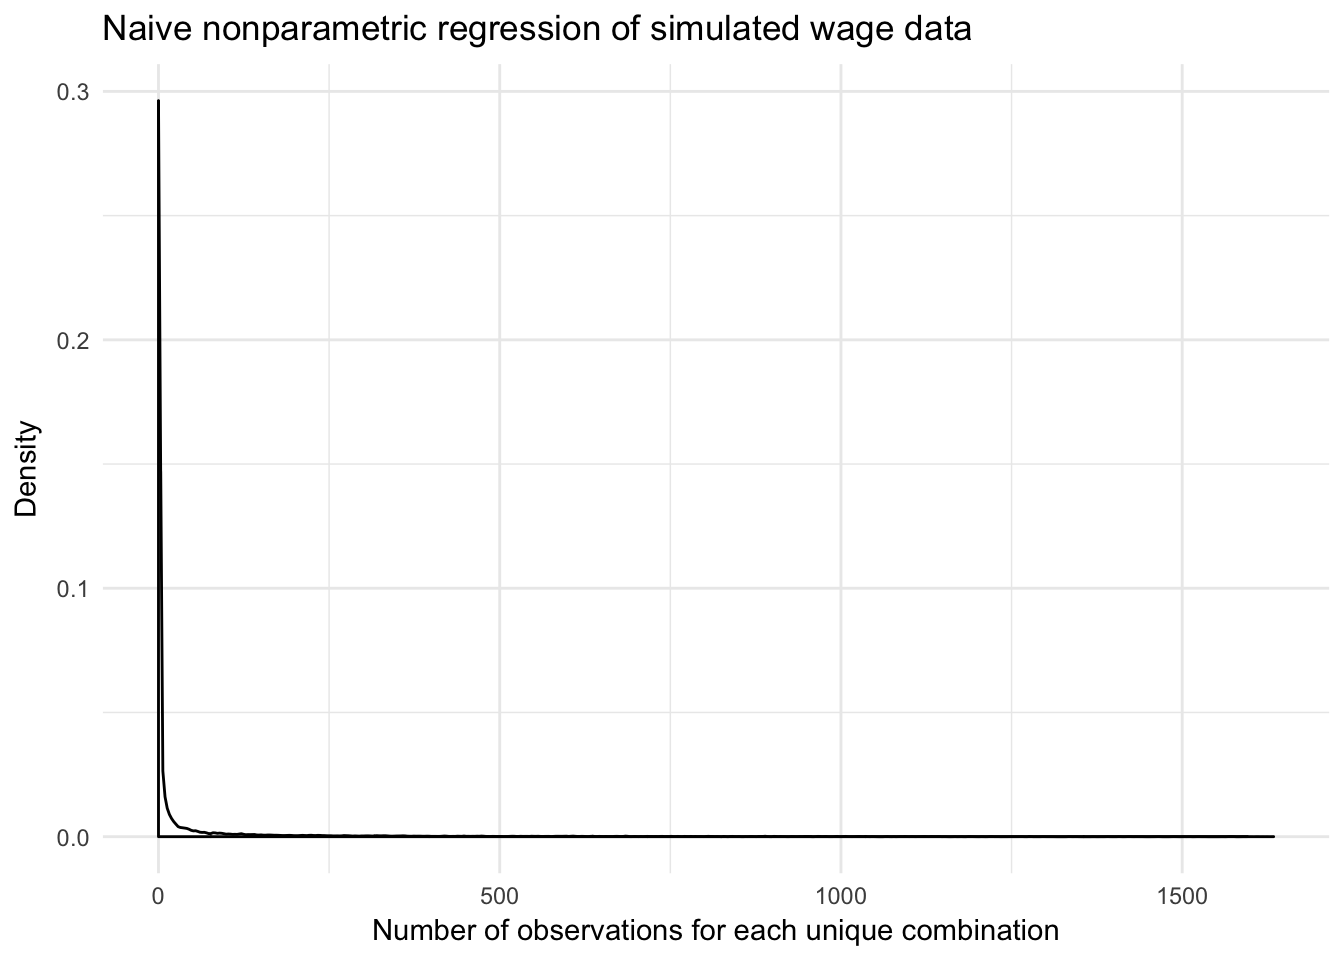 Naive nonparametric regression of simulated wage data
0.3
0.2
0.1
0.0
Density
0 500 1000 1500
Number of observations for each unique combination